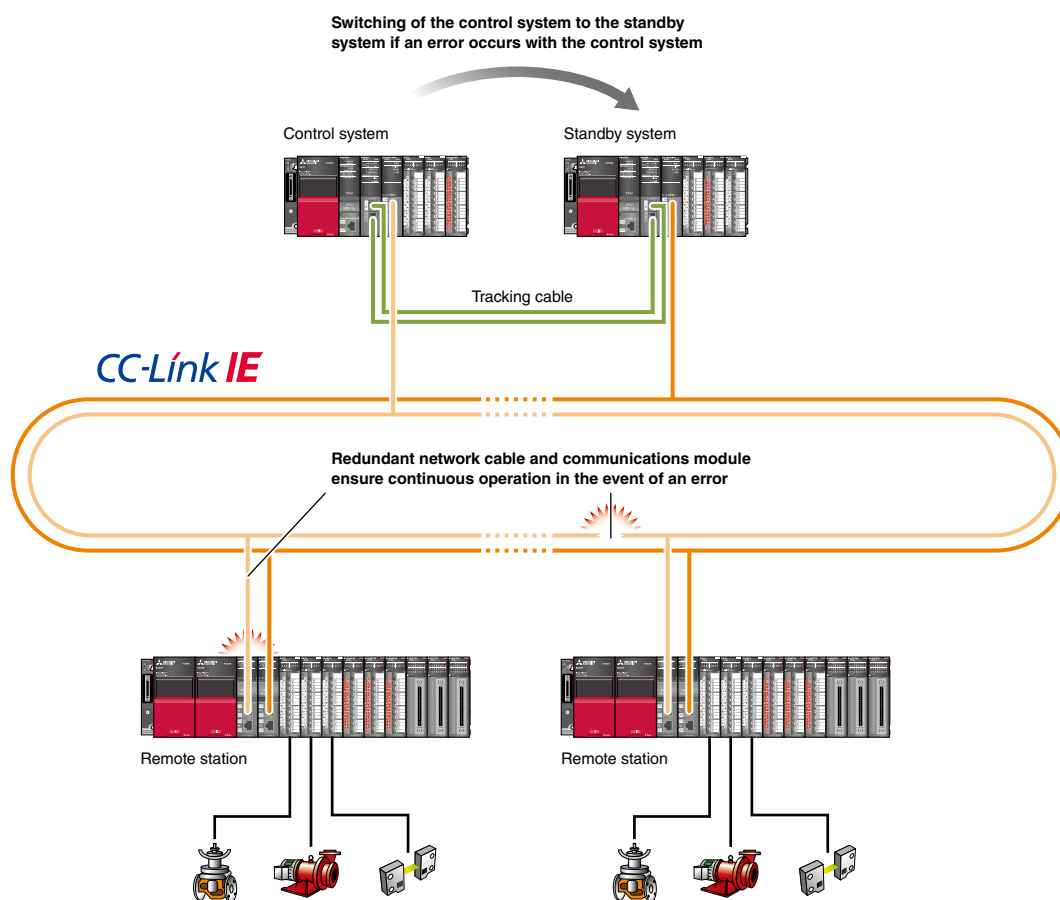 Switching of the control system to the standby
system if an error occurs with the control system
Control system
Standby system
Tracking cable
CC-Link IE
Redundant network cable and communications module
ensure continuous operation in the event of an error
Remote station
Remote station